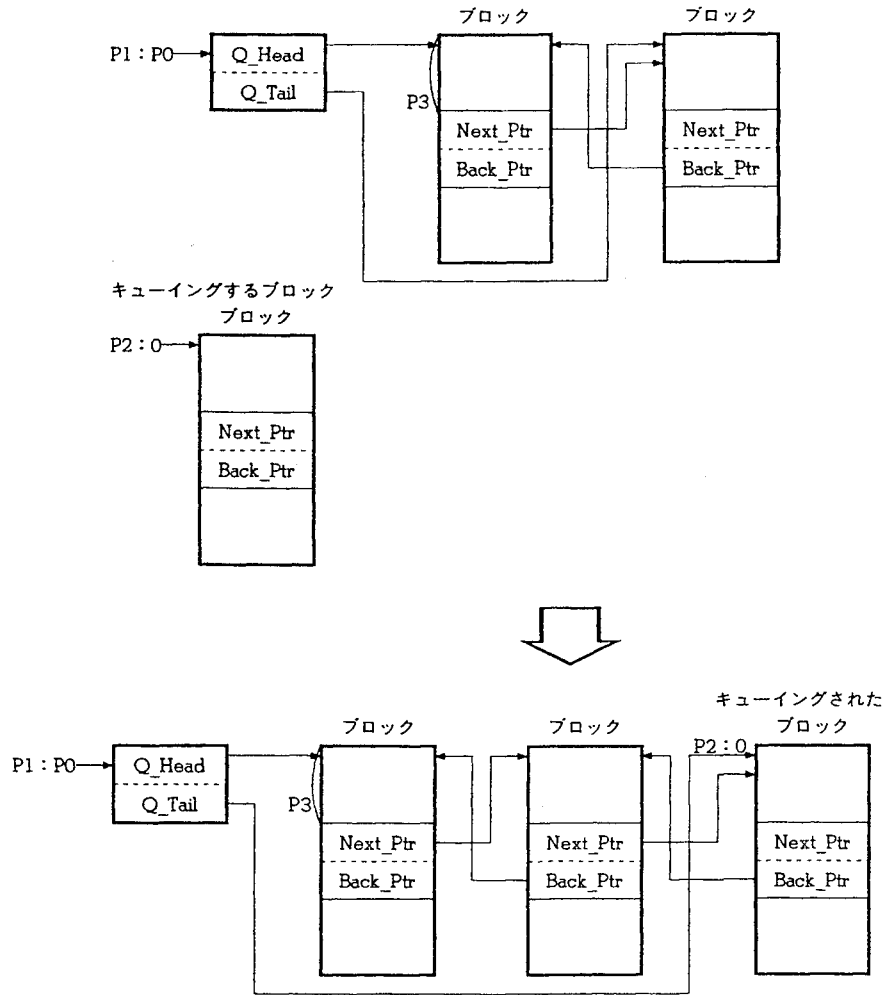 ブロック
ブロック
P1：P0
Q_Head
Q_Tail
P3
Next_Ptr
Back_Ptr
Next_Ptr
Back_Ptr
キューイングするブロック
ブロック
P2：0
Next_Ptr
Back_Ptr
キューイングされた
ブロック
ブロック
ブロック
P2：0
P1：P0
Q_Head
Q_Tail
P3
Next_Ptr
Back_Ptr
Next_Ptr
Back_Ptr
Next_Ptr
Back_Ptr